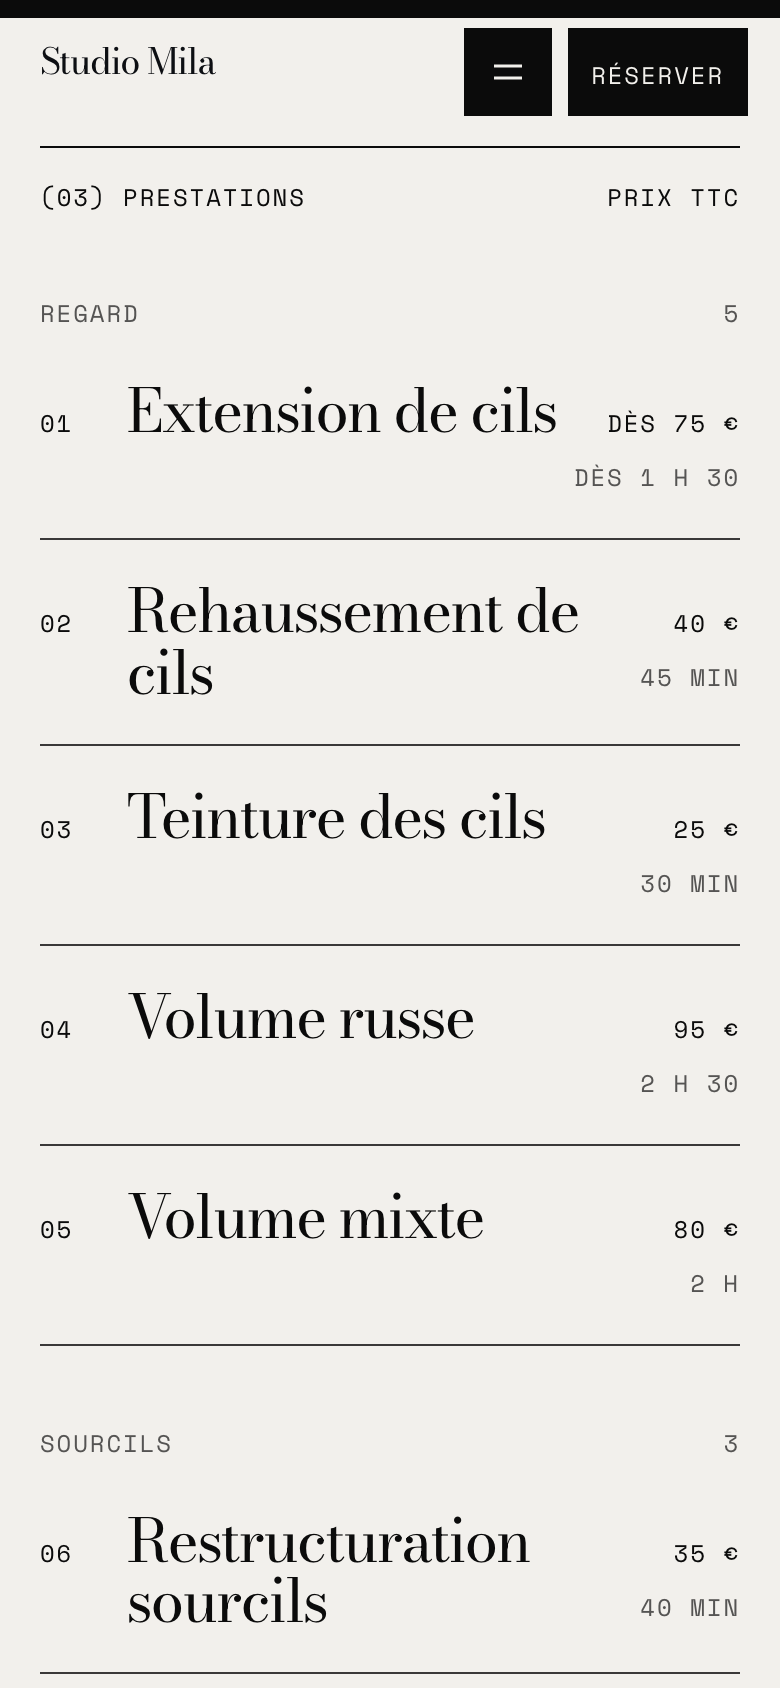 Studio Mila
RÉSERVER
(03) PRESTATIONS PRIX TTC
REGARD 5
01 Extension de cils DÈS 75 €
DÈS 1 H 30
02 Rehaussement de 40 €
cils 45 MIN
03 Teinture des cils 25 €
30 MIN
04 Volume russe 95 €
2 H 30
05 Volume mixte 80 €
2 H
SOURCILS 3
06 Restructuration 35 €
sourcils 40 MIN